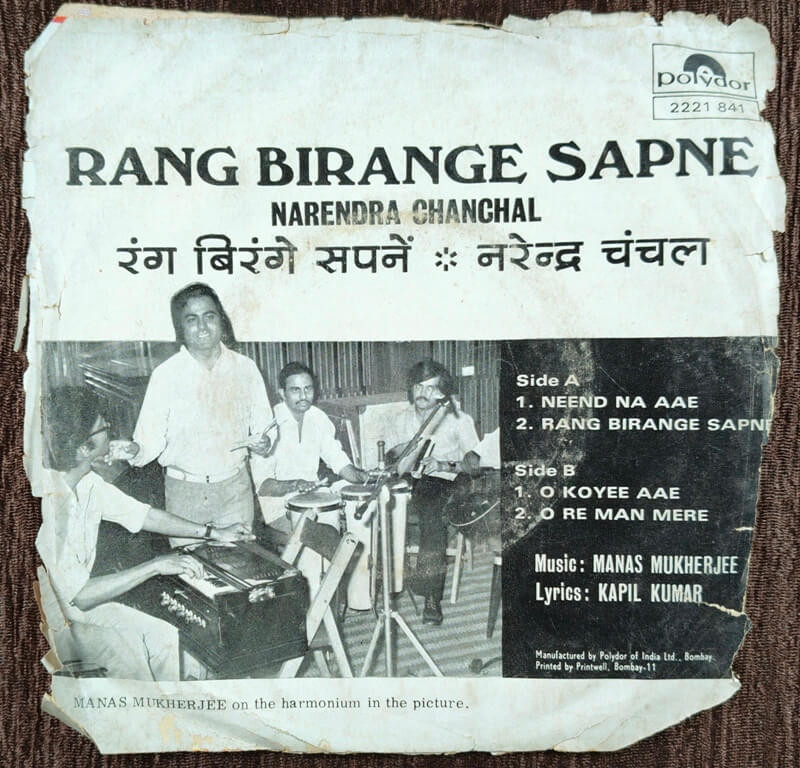 polydor
2221 841
RANG BIRANGE SAPNE
NARENDRA CHANCHAL
रंग बिरंगे सपनें * नरेन्द्र चंचल
Side A
1. NEEND NA AAE
2. RANG BIRANGE SAPNE
Side B
1. O KOYEE AAE
2. O RE MAN MERE
Music: MANAS MUKHERJEE
Lyrics: KAPIL KUMAR
Manufactured by Polydor of India Ltd., Bombay.
Printed by Printwell, Bombay-11
MANAS MUKHERJEE on the harmonium in the picture.